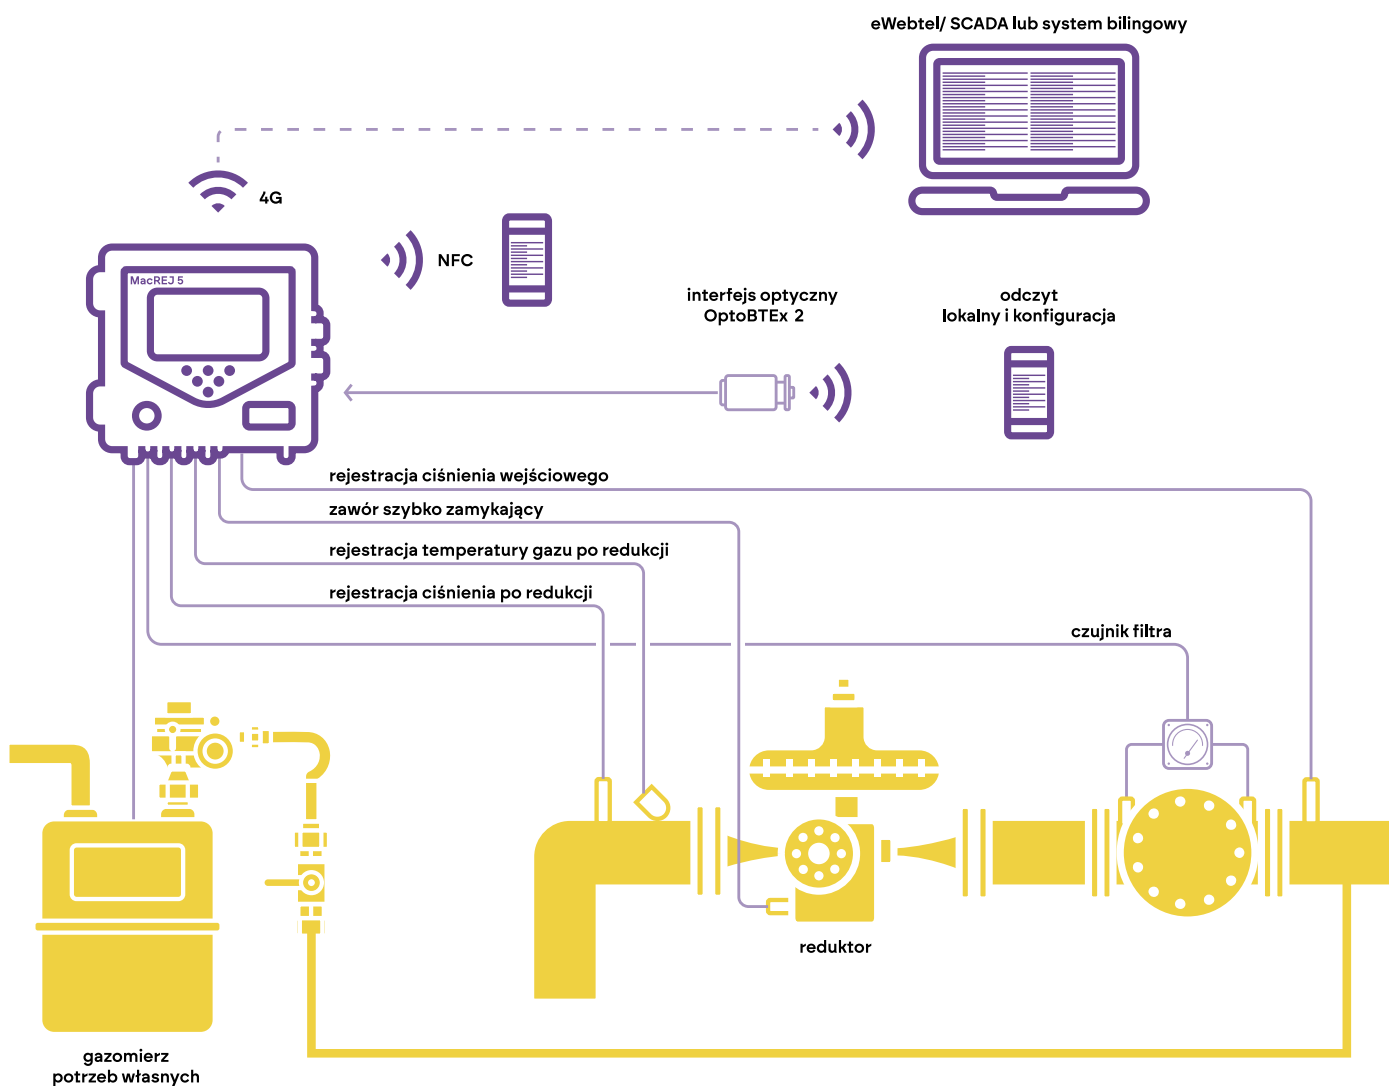 eWebtel/ SCADA lub system bilingowy
4G
NFC
MacREJ 5
interfejs optyczny
OptoBTEx 2
odczyt
lokalny i konfiguracja
rejestracja ciśnienia wejściowego
zawór szybko zamykający
rejestracja temperatury gazu po redukcji
rejestracja ciśnienia po redukcji
czujnik filtra
reduktor
gazomierz
potrzeb własnych